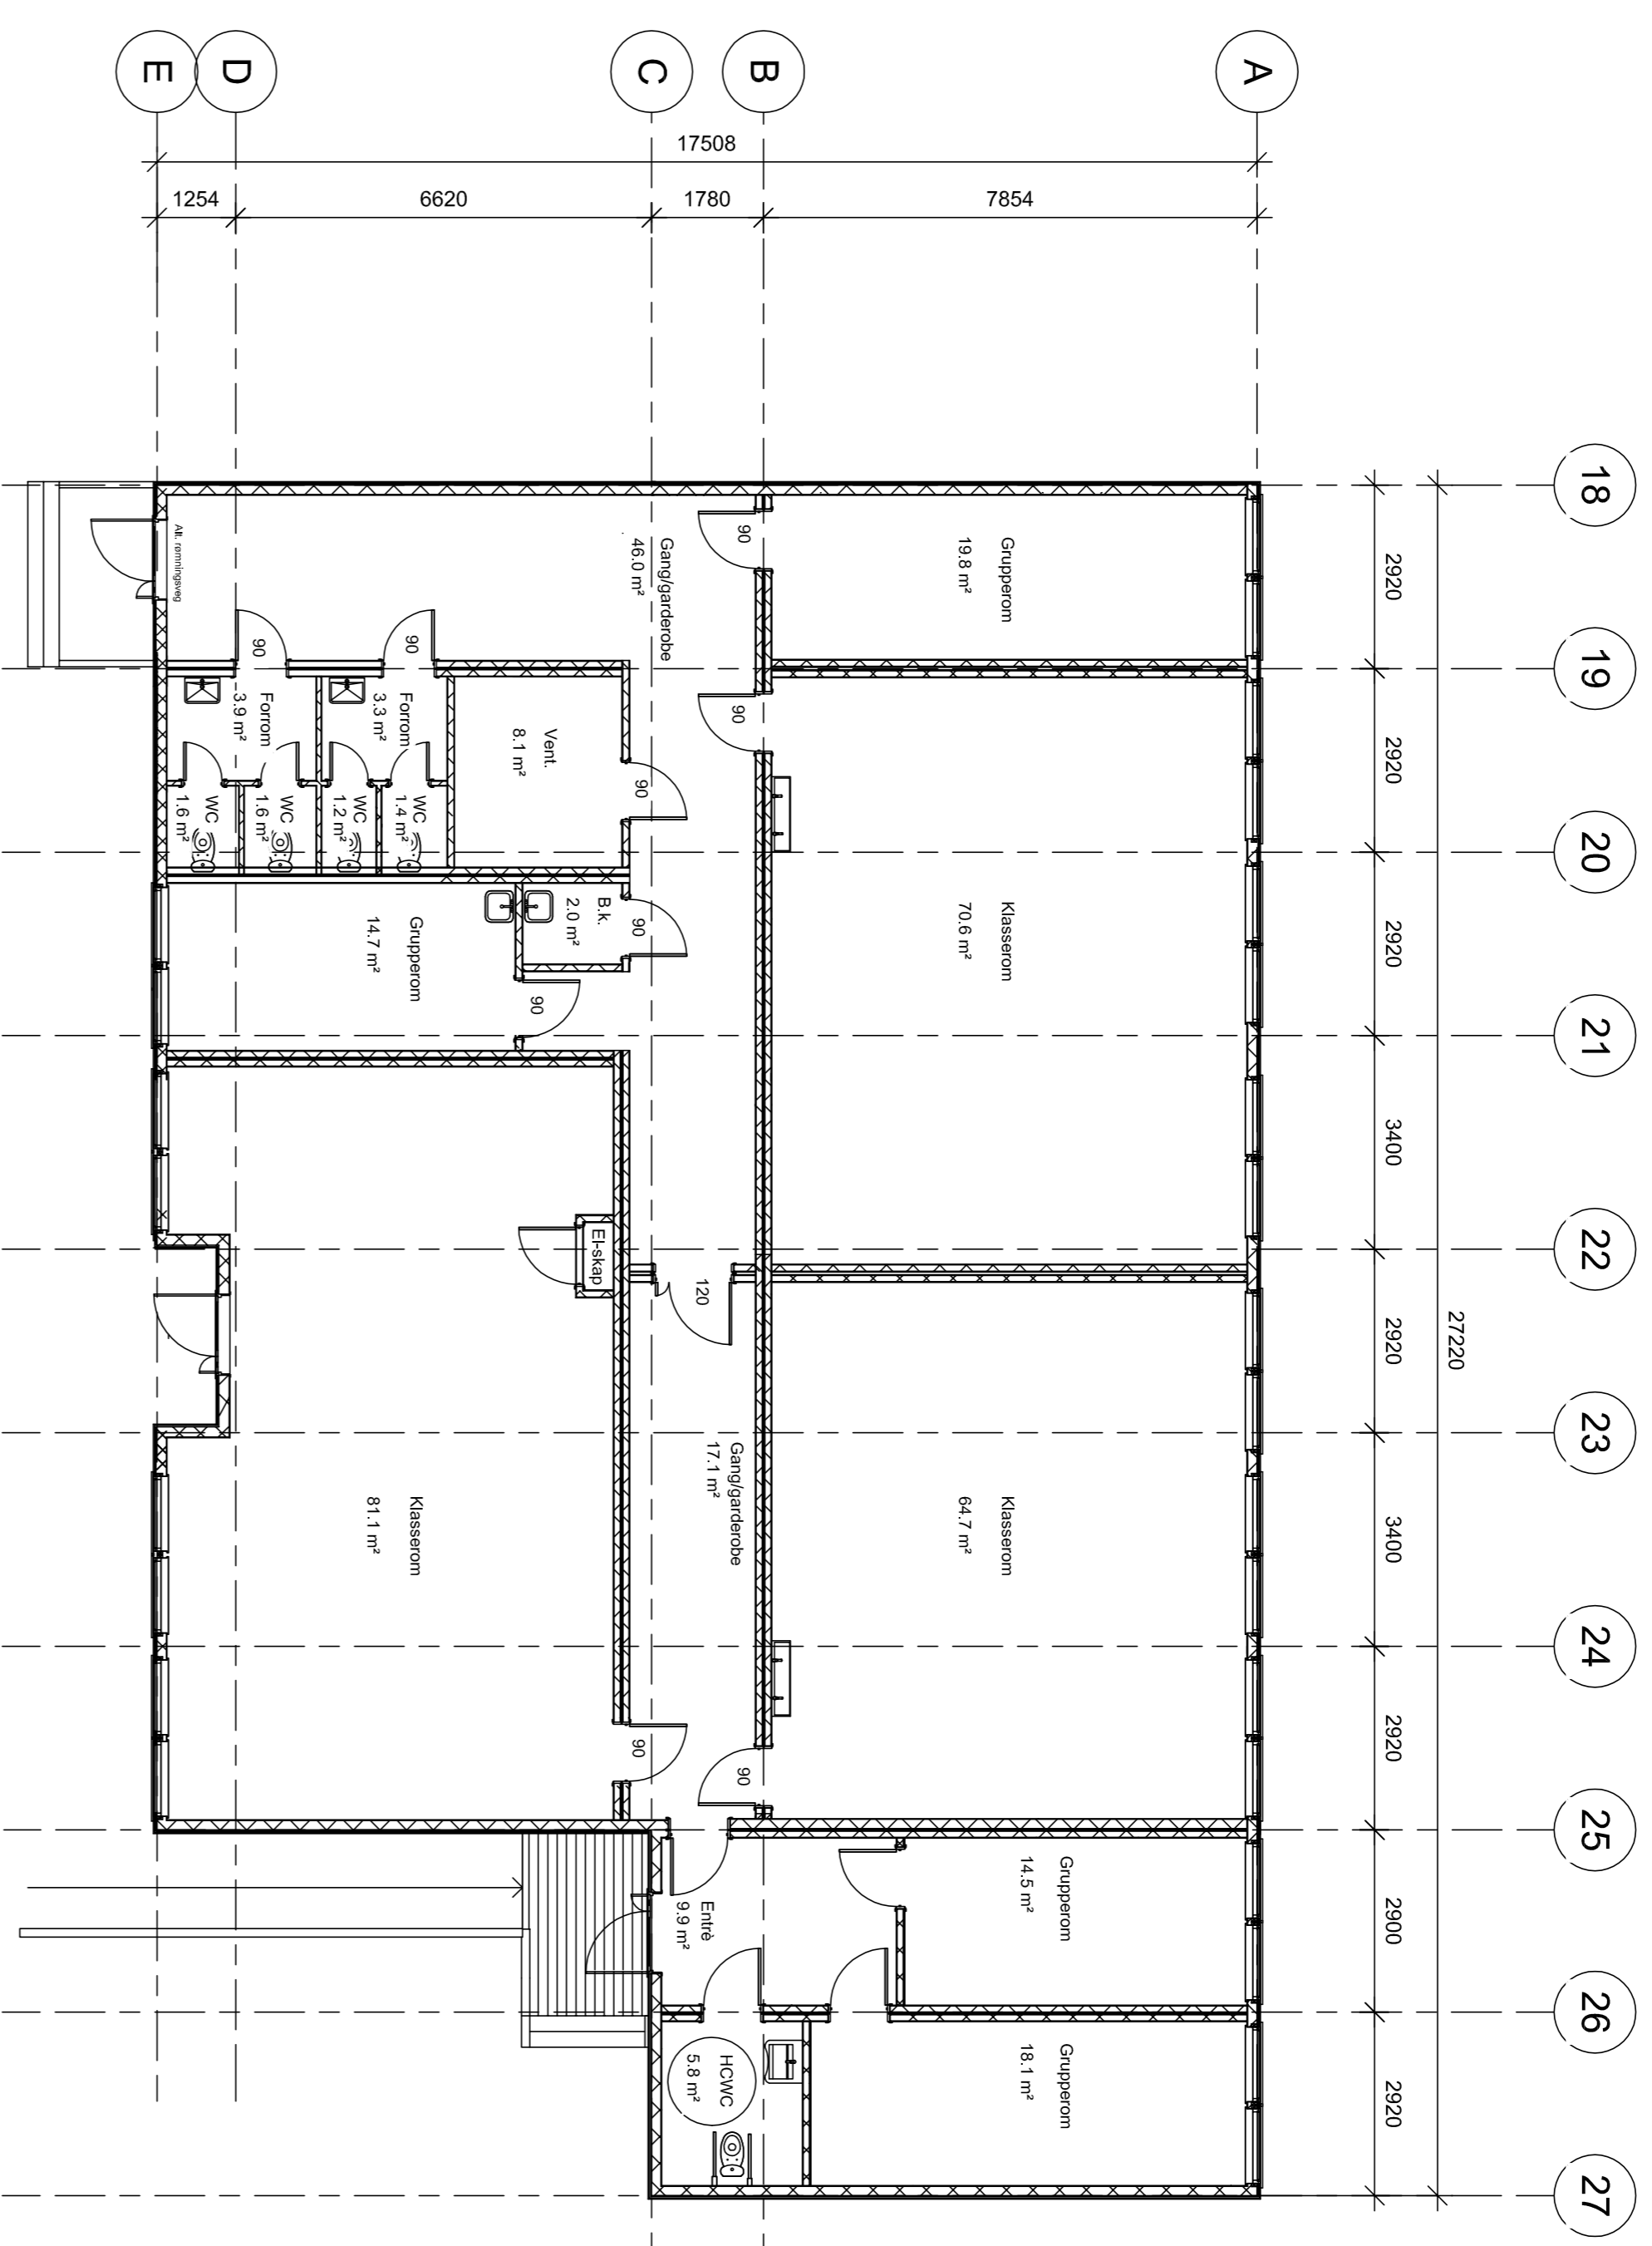 18
19
20
21
22
23
24
25
26
27
27220
2920
2920
2920
3400
2920
3400
2920
2900
2920
A
B
C
D
E
17508
7854
1780
6620
1254
Grupperom
19.8 m²
Klasserom
70.6 m²
Klasserom
64.7 m²
Grupperom
14.5 m²
Grupperom
18.1 m²
90
90
90
Gang/garderobe
46.0 m²
120
Gang/garderobe
17.1 m²
Entrè
9.9 m²
HCWC
5.8 m²
90
90
90
Vent.
8.1 m²
B.k.
2.0 m²
90
El-skap
90
90
Forrom
3.3 m²
Forrom
3.9 m²
WC
1.4 m²
WC
1.2 m²
WC
1.6 m²
WC
1.6 m²
Grupperom
14.7 m²
Klasserom
81.1 m²
Alt. rømningsveg